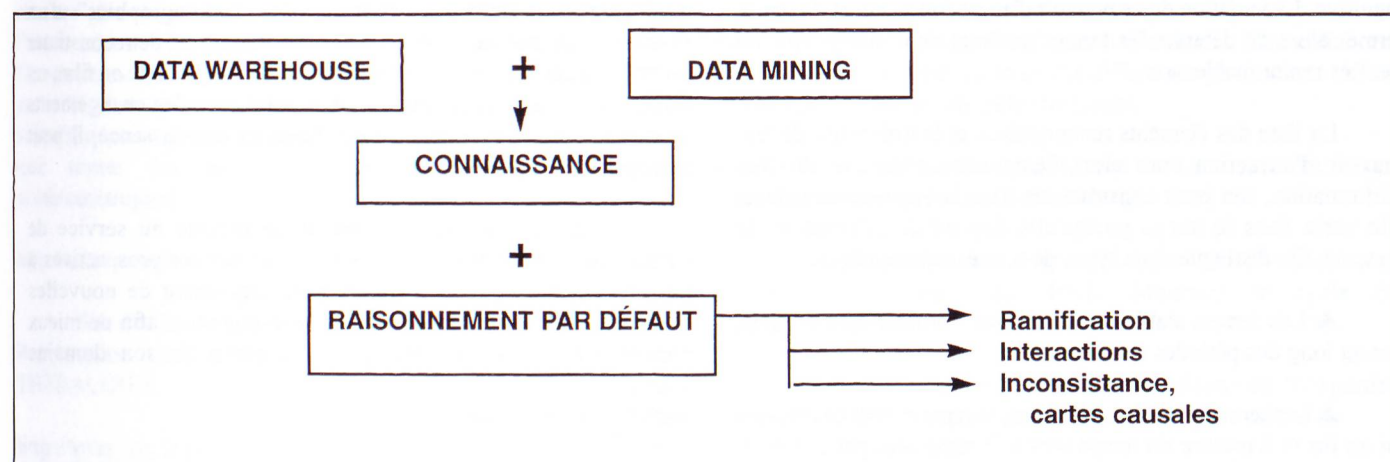 DATA WAREHOUSE + DATA MINING
CONNAISSANCE
+
RAISONNEMENT PAR DÉFAUT
Ramification
Interactions
Inconsistance,
cartes causales